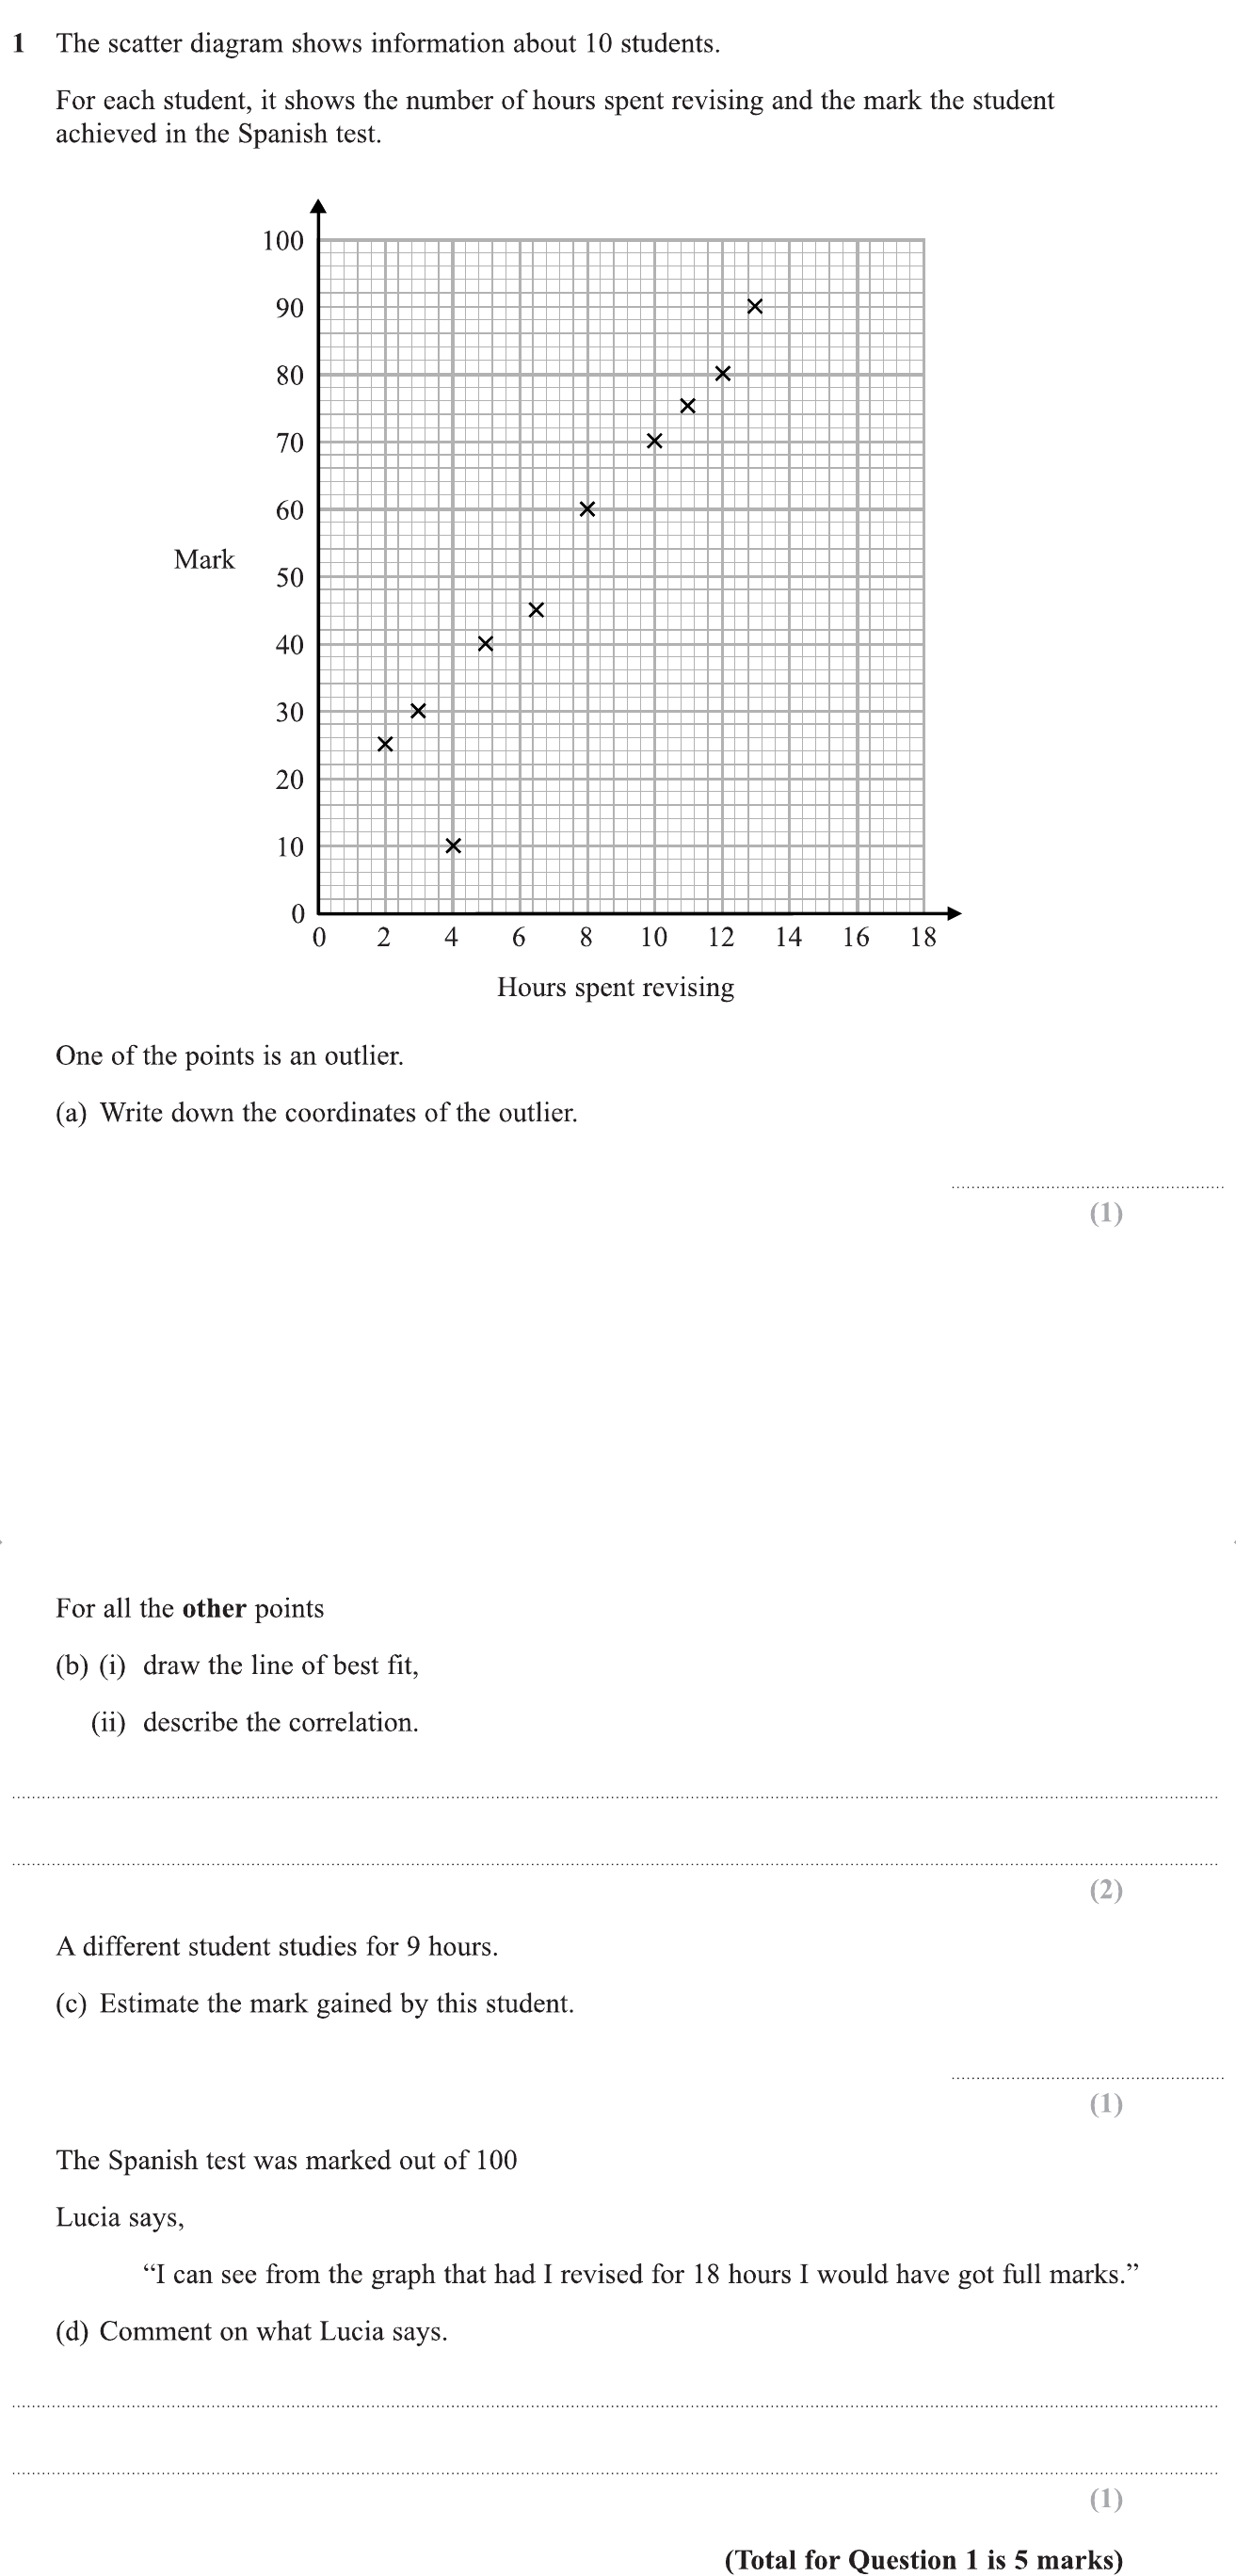 1 The scatter diagram shows information about 10 students.
For each student, it shows the number of hours spent revising and the mark the student
achieved in the Spanish test.
100
90
80
70
60
Mark
50
40
30
20
10
0
0 2 4 6 8 10 12 14 16 18
Hours spent revising
One of the points is an outlier.
(a) Write down the coordinates of the outlier.
(1)
For all the other points
(b) (i) draw the line of best fit,
(ii) describe the correlation.
(2)
A different student studies for 9 hours.
(c) Estimate the mark gained by this student.
(1)
The Spanish test was marked out of 100
Lucia says,
“I can see from the graph that had I revised for 18 hours I would have got full marks.”
(d) Comment on what Lucia says.
(1)
(Total for Question 1 is 5 marks)